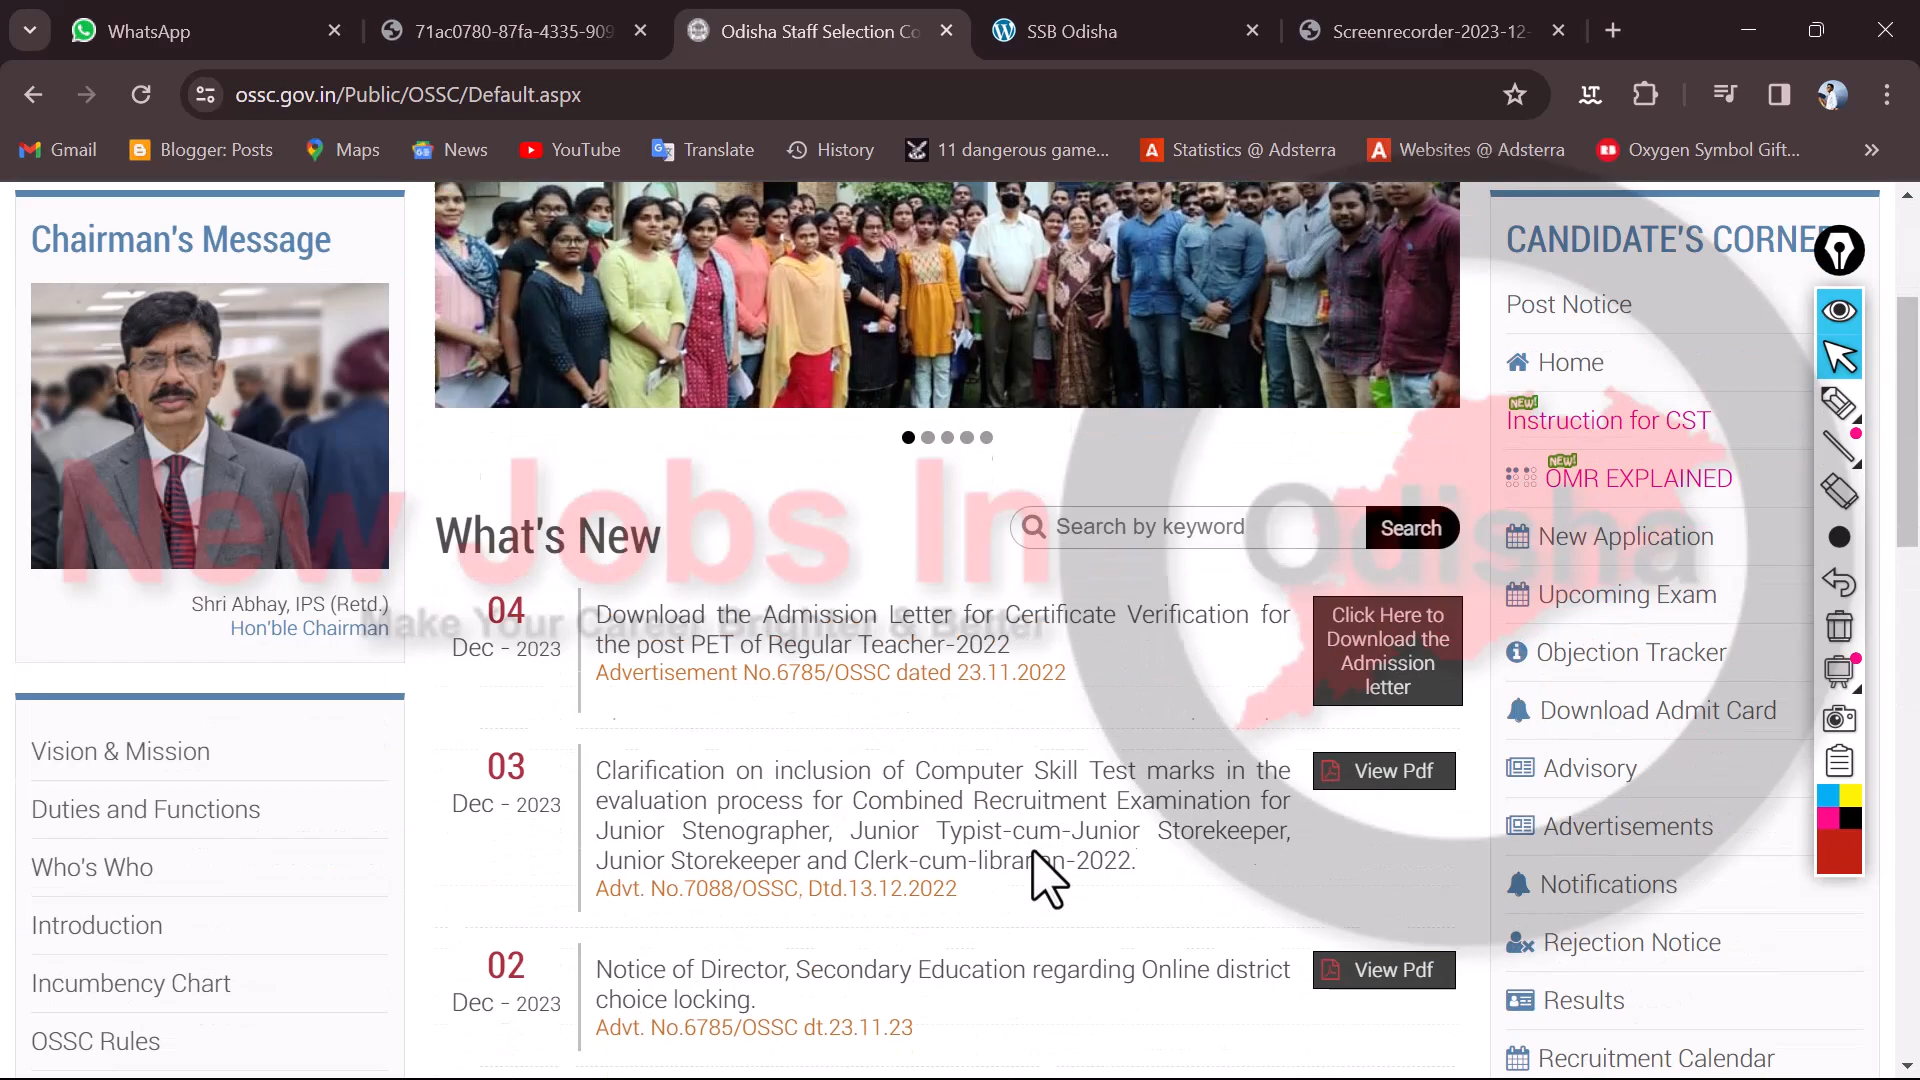 WhatsApp
71ac0780-87fa-4335-909
Odisha Staff Selection Co
SSB Odisha
Screenrecorder-2023-12-
ossc.gov.in/Public/OSSC/Default.aspx
LT
Gmail
Blogger: Posts
Maps
News
YouTube
Translate
History
11 dangerous game...
Statistics @ Adsterra
Websites @ Adsterra
Oxygen Symbol Gift...
Chairman's Message
Shri Abhay, IPS (Retd.)
Hon'ble Chairman
Vision & Mission
Duties and Functions
Who's Who
Introduction
Incumbency Chart
OSSC Rules
New Jobs In Odisha
Make Your Career Brighter & Better
What's New
Search by keyword
Search
04
Dec - 2023
Download the Admission Letter for Certificate Verification for
the post PET of Regular Teacher-2022
Advertisement No.6785/OSSC dated 23.11.2022
Click Here to
Download the
Admission
letter
03
Dec - 2023
Clarification on inclusion of Computer Skill Test marks in the
evaluation process for Combined Recruitment Examination for
Junior Stenographer, Junior Typist-cum-Junior Storekeeper,
Junior Storekeeper and Clerk-cum-librarian-2022.
Advt. No.7088/OSSC, Dtd.13.12.2022
View Pdf
02
Dec - 2023
Notice of Director, Secondary Education regarding Online district
choice locking.
Advt. No.6785/OSSC dt.23.11.23
View Pdf
CANDIDATE'S CORNE
Post Notice
Home
NEW!
Instruction for CST
NEW!
OMR EXPLAINED
New Application
Upcoming Exam
Objection Tracker
Download Admit Card
Advisory
Advertisements
Notifications
Rejection Notice
Results
Recruitment Calendar